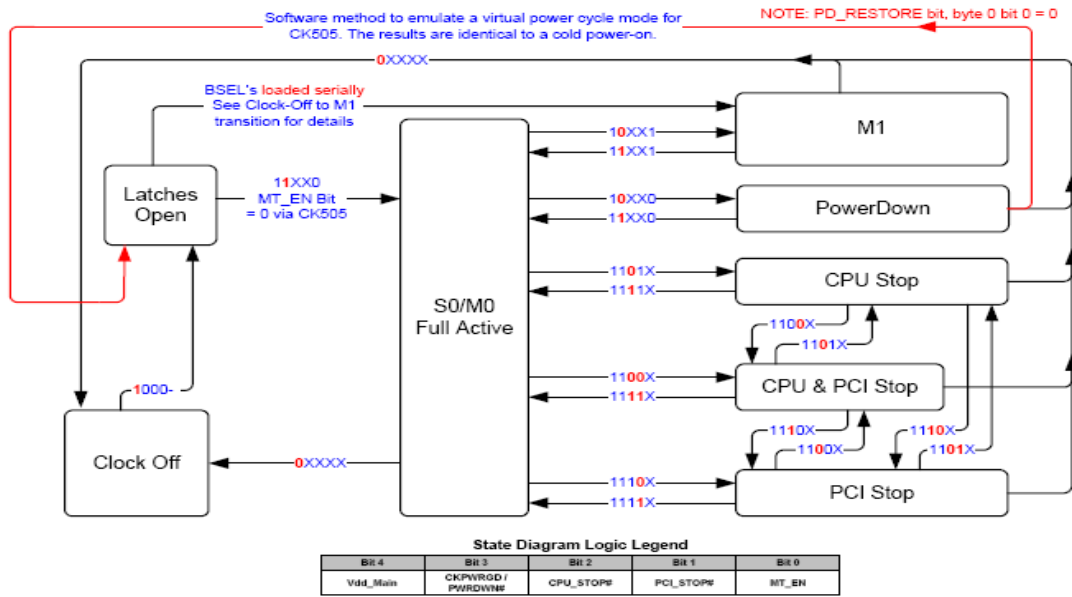 Software method to emulate a virtual power cycle mode for
CK505. The results are identical to a cold power-on.
NOTE: PD_RESTORE bit, byte 0 bit 0 = 0
0XXXX
BSEL's loaded serially
See Clock-Off to M1
transition for details
M1
10XX1
11XX1
Latches
Open
11XX0
MT_EN Bit
= 0 via CK505
10XX0
11XX0
PowerDown
S0/M0
Full Active
1101X
1111X
CPU Stop
1100X
1101X
1100X
1111X
CPU & PCI Stop
1000-
1110X
1100X
1110X
1101X
Clock Off
0XXXX
1110X
1111X
PCI Stop
State Diagram Logic Legend
Bit 4 Bit 3 Bit 2 Bit 1 Bit 0
Vdd_Main CKPWRGD / PWRDWN# CPU_STOP# PCI_STOP# MT_EN